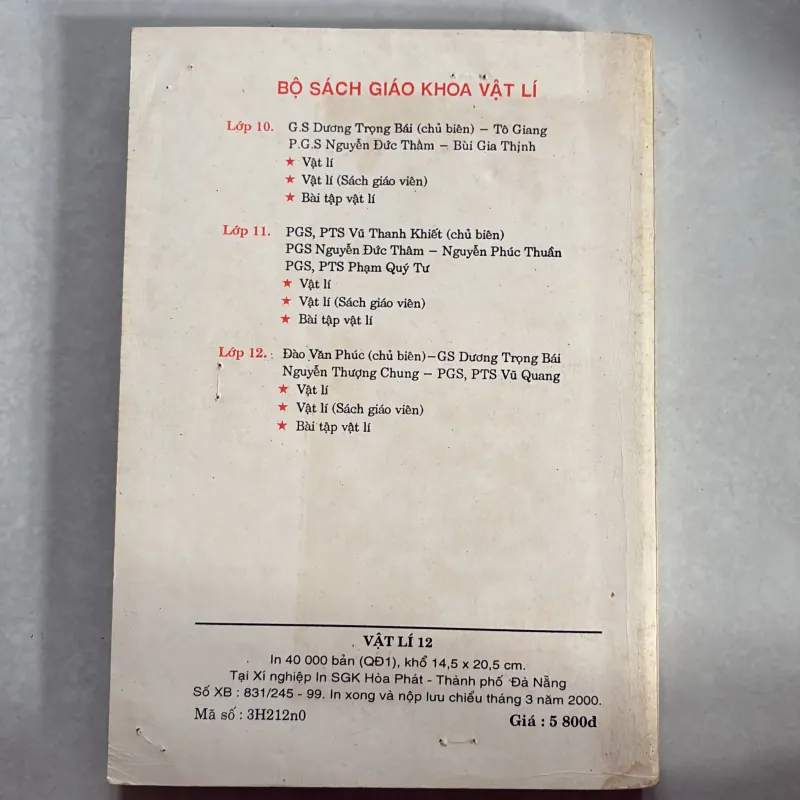 BỘ SÁCH GIÁO KHOA VẬT LÍ
Lớp 10. G.S Dương Trọng Bái (chủ biên) – Tô Giang
P.G.S Nguyễn Đức Thâm – Bùi Gia Thịnh
★ Vật lí
★ Vật lí (Sách giáo viên)
★ Bài tập vật lí
Lớp 11. PGS, PTS Vũ Thanh Khiết (chủ biên)
PGS Nguyễn Đức Thâm – Nguyễn Phúc Thuần
PGS, PTS Phạm Quý Tư
★ Vật lí
★ Vật lí (Sách giáo viên)
★ Bài tập vật lí
Lớp 12. Đào Văn Phúc (chủ biên) – GS Dương Trọng Bái
Nguyễn Thượng Chung – PGS, PTS Vũ Quang
★ Vật lí
★ Vật lí (Sách giáo viên)
★ Bài tập vật lí
VẬT LÍ 12
In 40 000 bản (QĐ1), khổ 14,5 x 20,5 cm.
Tại Xí nghiệp In SGK Hòa Phát - Thành phố Đà Nẵng
Số XB : 831/245 - 99. In xong và nộp lưu chiểu tháng 3 năm 2000.
Mã số : 3H212n0 Giá : 5 800đ